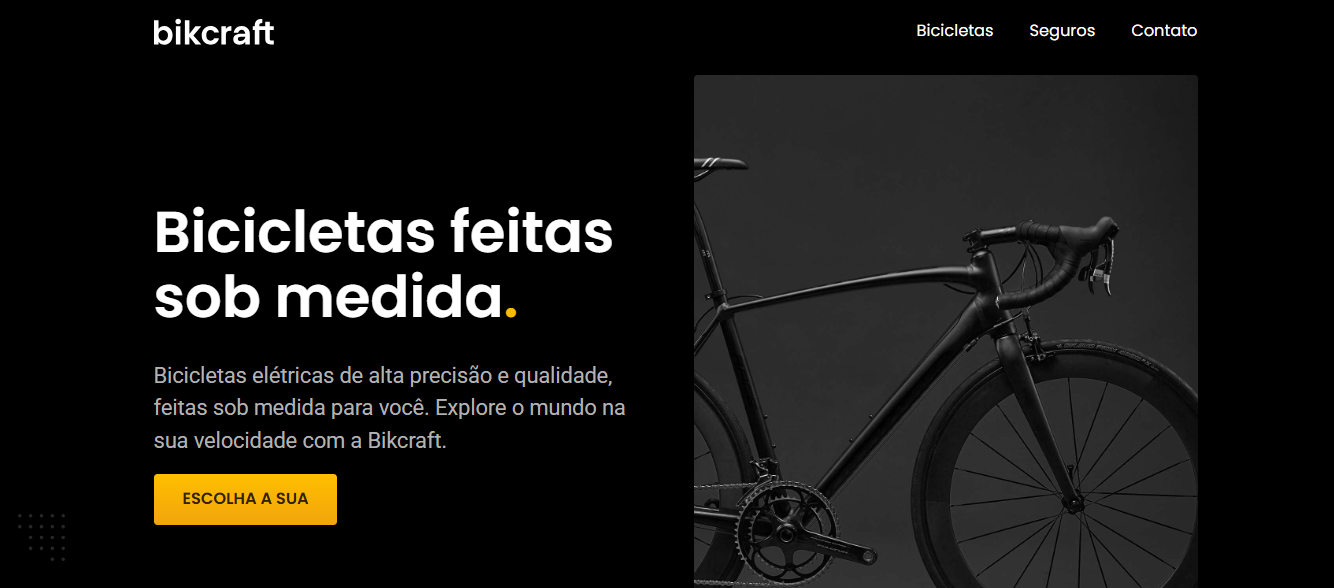 bikcraft
Bicicletas Seguros Contato
Bicicletas feitas
sob medida.
Bicicletas elétricas de alta precisão e qualidade,
feitas sob medida para você. Explore o mundo na
sua velocidade com a Bikcraft.
ESCOLHA A SUA